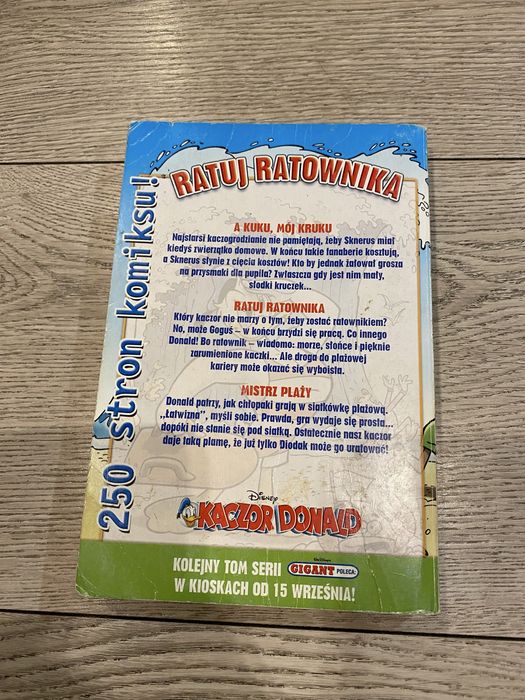 RATUJ RATOWNIKA
250 stron komiksu!
A KUKU, MÓJ KRUKU
Najstarsi kaczogrodzianie nie pamiętają, żeby Sknerus miał
kiedyś zwierzątko domowe. W końcu takie fanaberie kosztują,
a Sknerus słynie z cięcia kosztów! Kto by jednak żałował grosza
na przysmaki dla pupila? Zwłaszcza gdy jest nim mały,
słodki kruczek...
RATUJ RATOWNIKA
Który kaczor nie marzy o tym, żeby zostać ratownikiem?
No, może Goguś – w końcu brzydzi się pracą. Co innego
Donald! Bo ratownik – wiadomo: morze, słońce i pięknie
zarumienione kaczki... Ale droga do plażowej
kariery może okazać się wyboista.
MISTRZ PLAŻY
Donald patrzy, jak chłopaki grają w siatkówkę plażową.
„Łatwizna”, myśli sobie. Prawda, gra wydaje się prosta...
dopóki nie stanie się pod siatką. Ostatecznie nasz kaczor
daje taką plamę, że już tylko Diodak może go uratować!
Disney
KACZOR DONALD
KOLEJNY TOM SERII
GIGANT
POLECA:
W KIOSKACH OD 15 WRZEŚNIA!